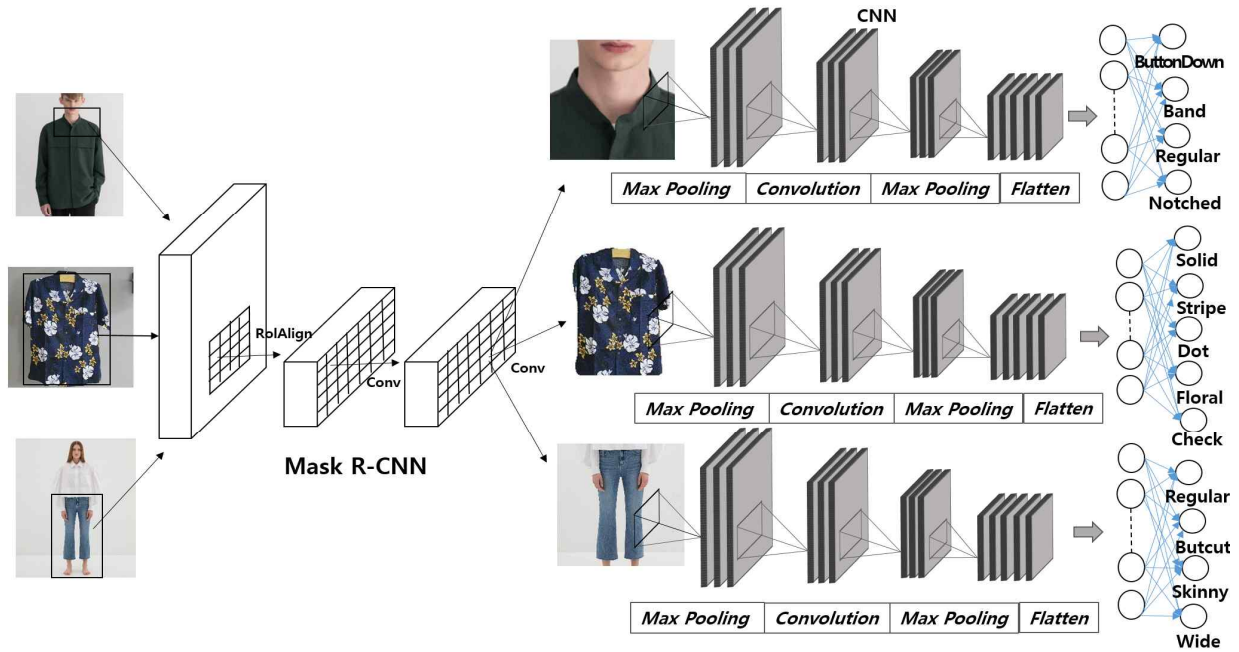 CNN
Max Pooling Convolution Max Pooling Flatten
ButtonDown
Band
Regular
Notched
RoIAlign
Conv
Conv
Mask R-CNN
Max Pooling Convolution Max Pooling Flatten
Solid
Stripe
Dot
Floral
Check
Max Pooling Convolution Max Pooling Flatten
Regular
Butcut
Skinny
Wide